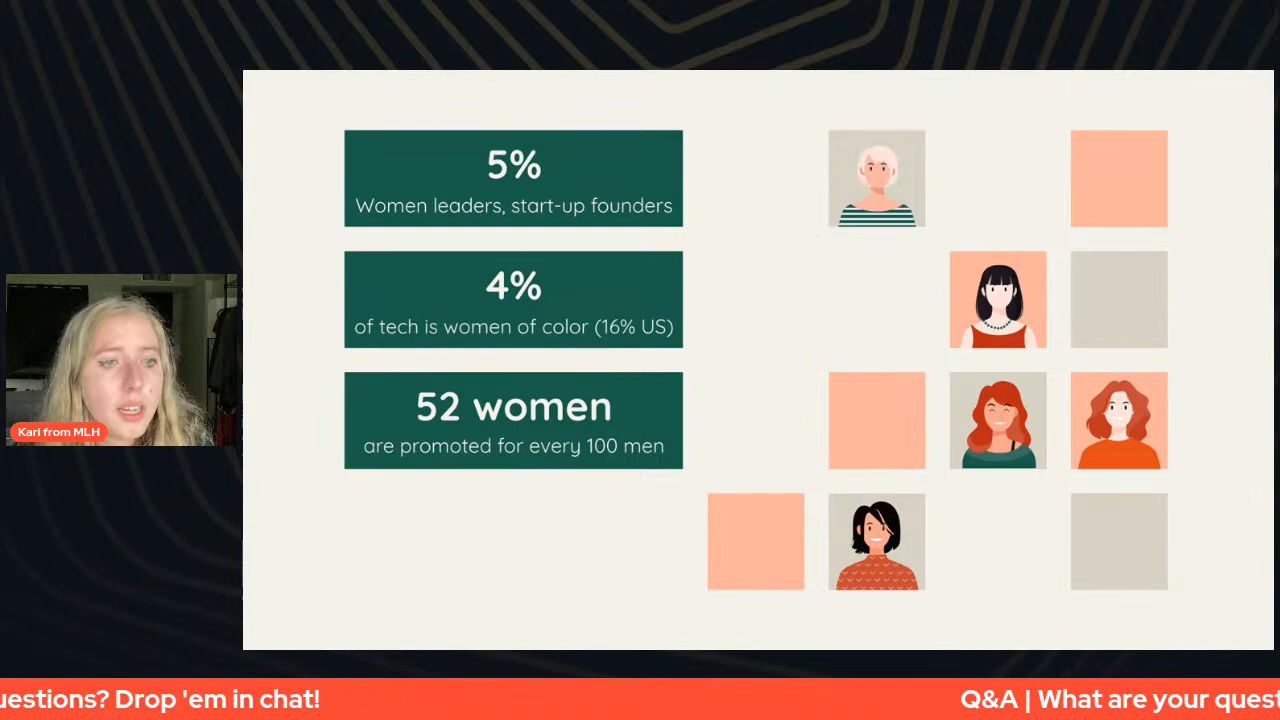 5%
Women leaders, start-up founders
4%
of tech is women of color (16% US)
52 women
are promoted for every 100 men
Kari from MLH
uestions? Drop 'em in chat!
Q&A | What are your quest